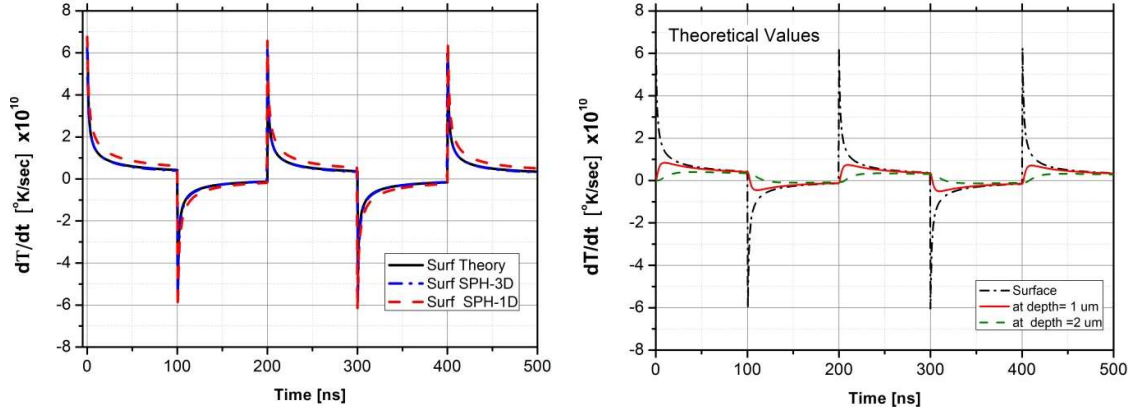 8
6
4
2
0
-2
-4
-6
-8
dT/dt [°K/sec] x10^10
Surf Theory
Surf SPH-3D
Surf SPH-1D
0 100 200 300 400 500
Time [ns]
Theoretical Values
8
6
4
2
0
-2
-4
-6
-8
dT/dt [°K/sec] x10^10
Surface
at depth= 1 um
at depth =2 um
0 100 200 300 400 500
Time [ns]